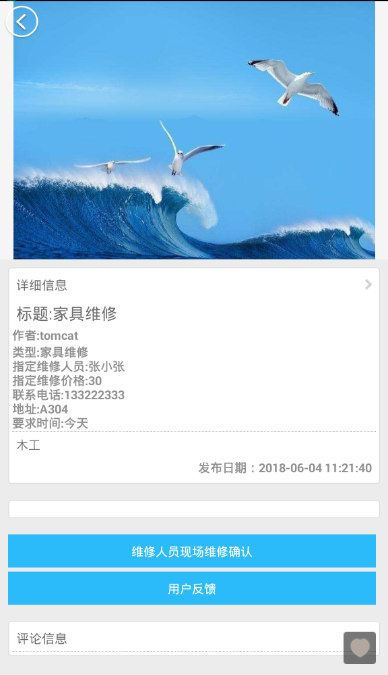 详细信息
标题:家具维修
作者:tomcat
类型:家具维修
指定维修人员:张小张
指定维修价格:30
联系电话:133222333
地址:A304
要求时间:今天
木工
发布日期：2018-06-04 11:21:40
维修人员现场维修确认
用户反馈
评论信息